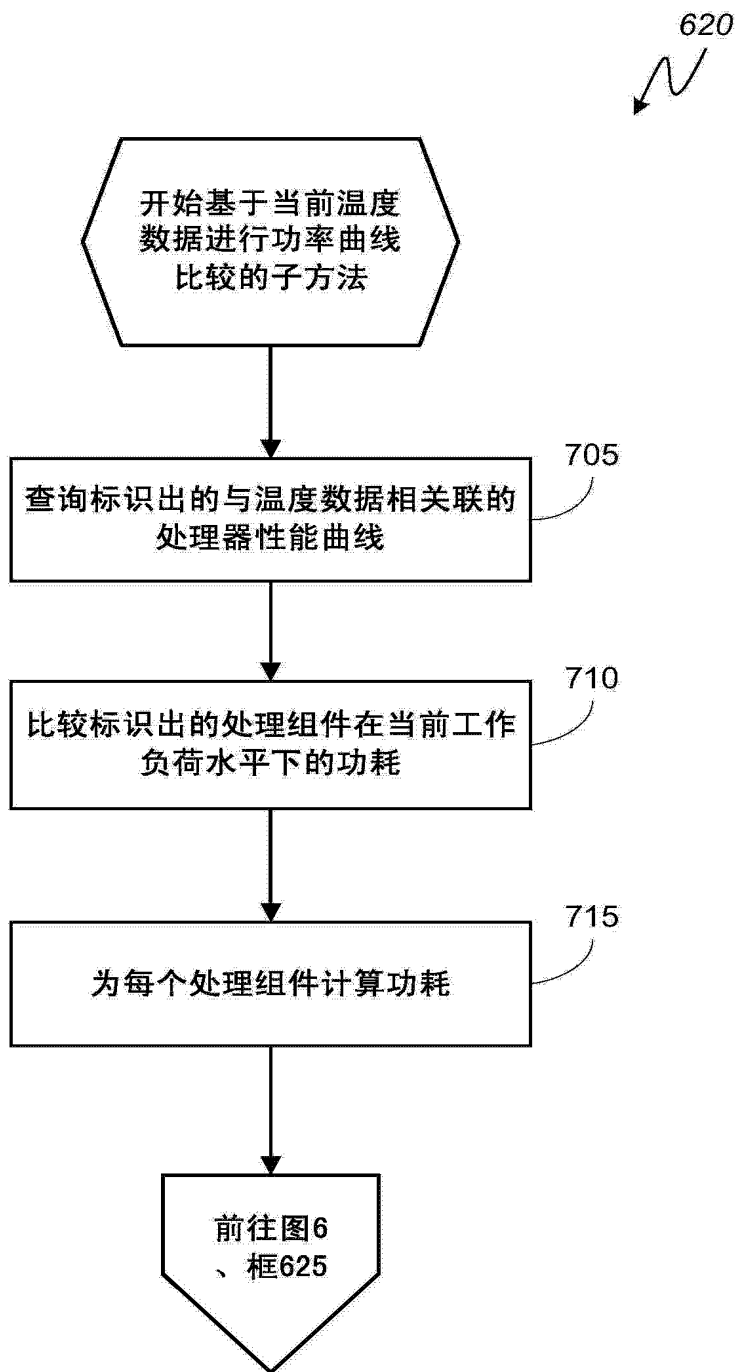 620
开始基于当前温度
数据进行功率曲线
比较的子方法
705
查询标识出的与温度数据相关联的
处理器性能曲线
710
比较标识出的处理组件在当前工作
负荷水平下的功耗
715
为每个处理组件计算功耗
前往图6
、框625